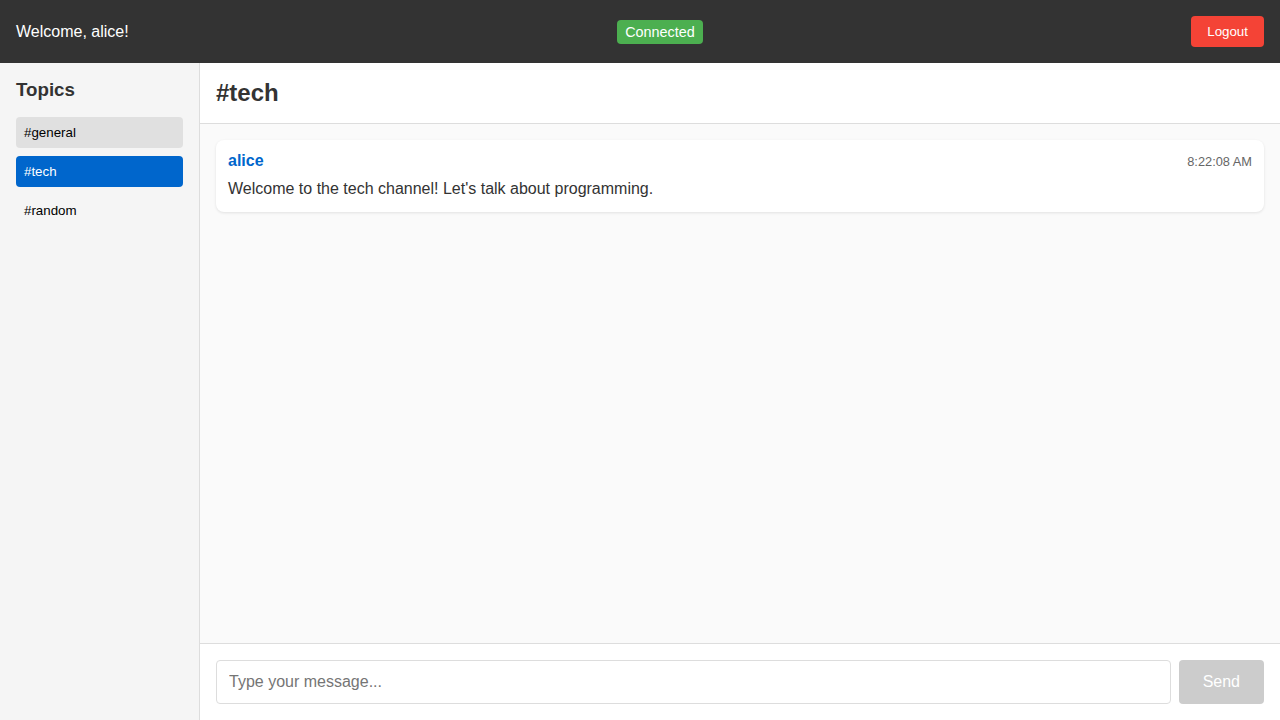 Welcome, alice!
Connected
Logout
Topics
#general
#tech
#random
#tech
alice
8:22:08 AM
Welcome to the tech channel! Let's talk about programming.
Type your message...
Send